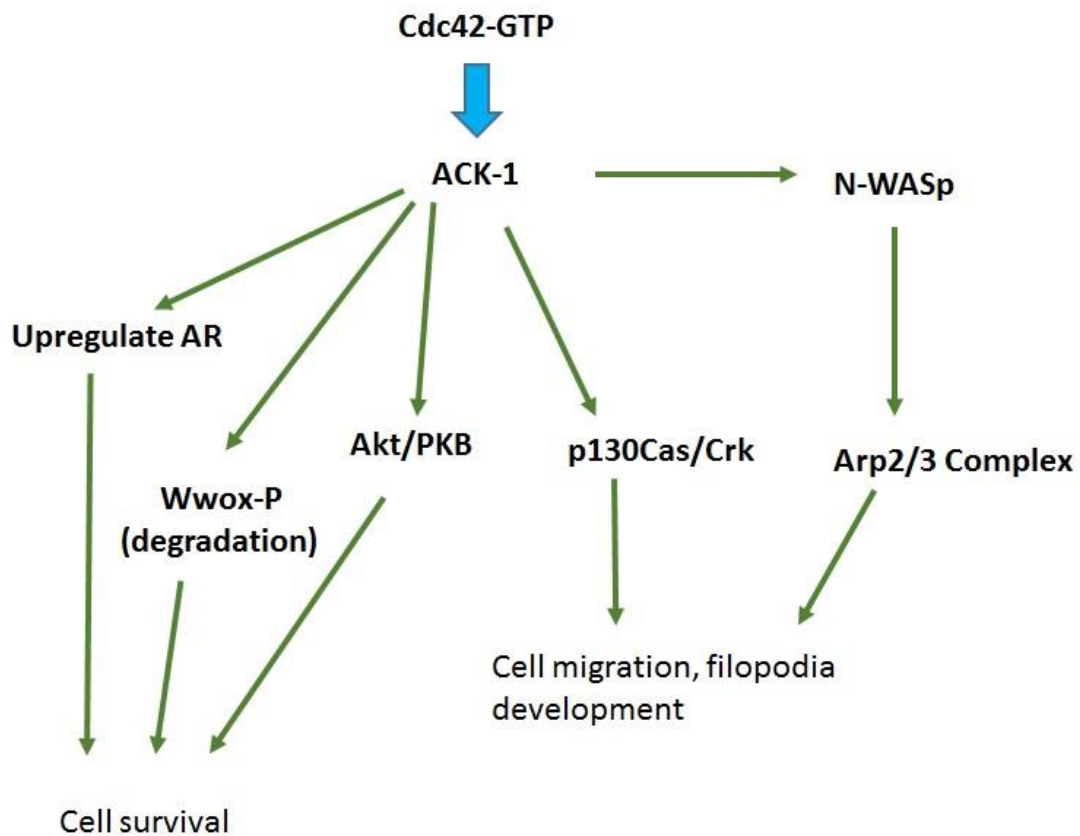 Cdc42-GTP
ACK-1
N-WASp
Upregulate AR
Akt/PKB
p130Cas/Crk
Arp2/3 Complex
Wwox-P
(degradation)
Cell migration, filopodia
development
Cell survival